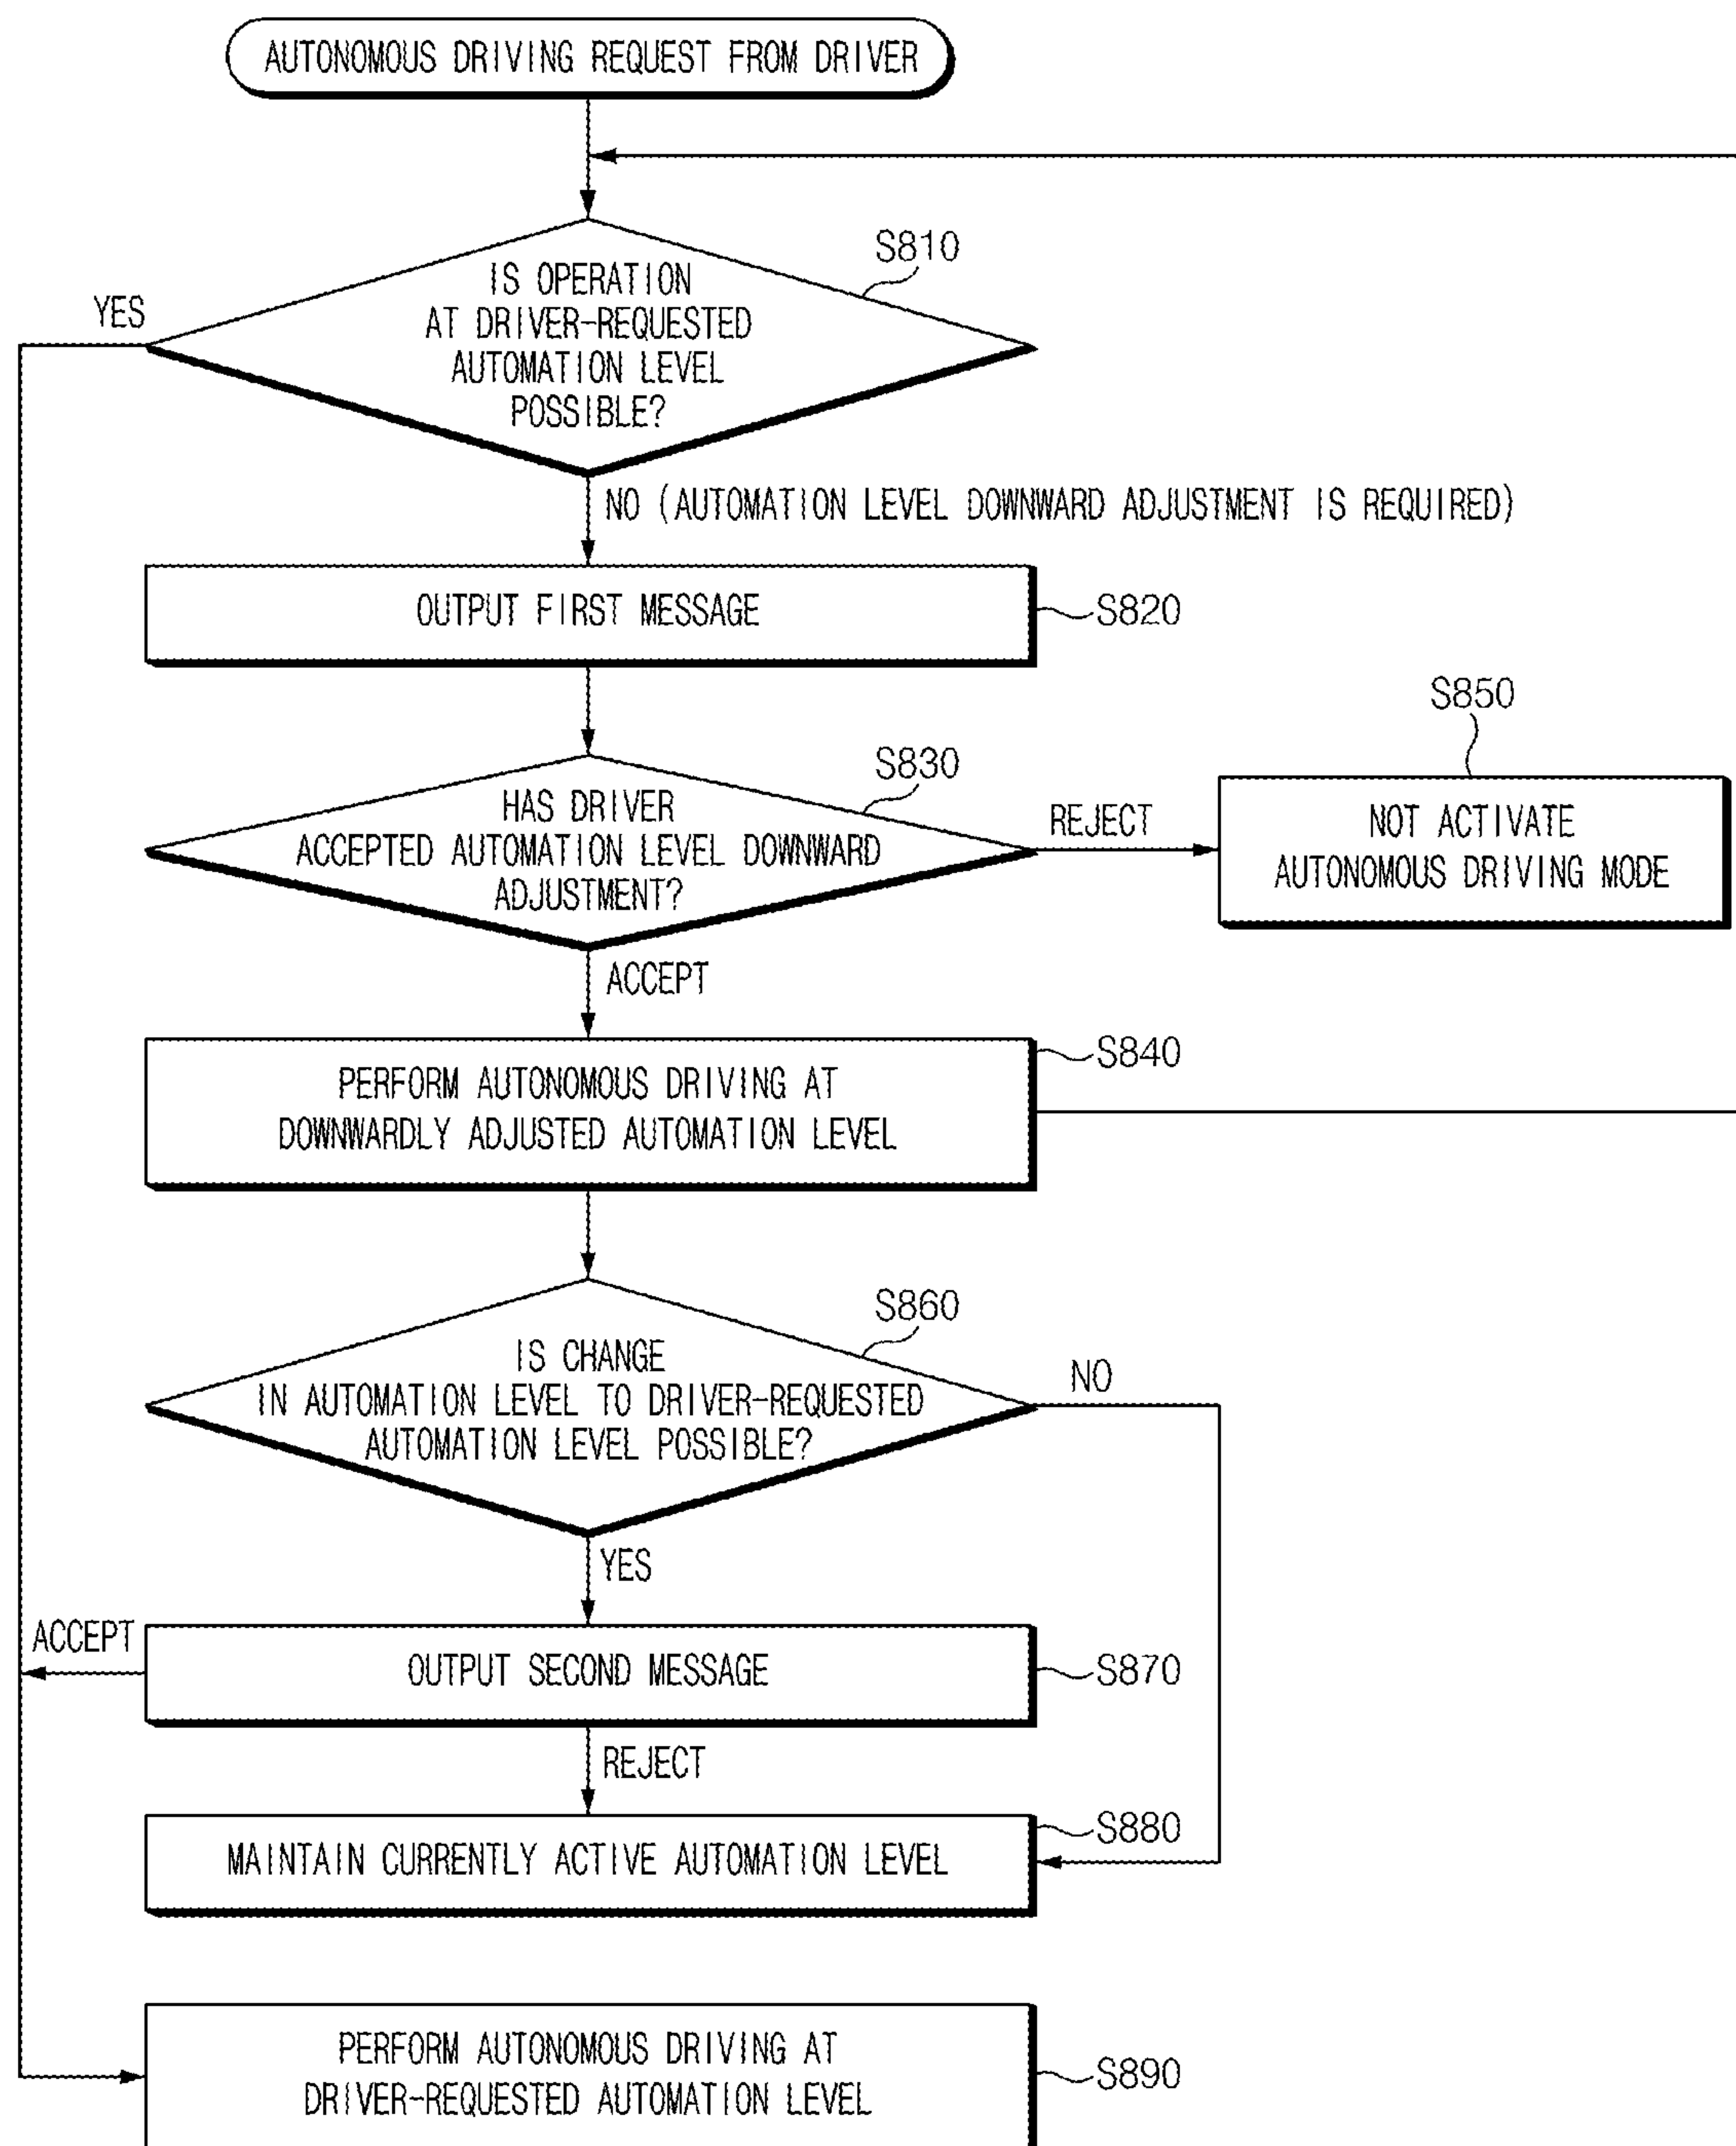 AUTONOMOUS DRIVING REQUEST FROM DRIVER
S810
IS OPERATION
AT DRIVER-REQUESTED
AUTOMATION LEVEL
POSSIBLE?
YES
NO (AUTOMATION LEVEL DOWNWARD ADJUSTMENT IS REQUIRED)
OUTPUT FIRST MESSAGE
S820
S830
HAS DRIVER
ACCEPTED AUTOMATION LEVEL DOWNWARD
ADJUSTMENT?
REJECT
S850
NOT ACTIVATE
AUTONOMOUS DRIVING MODE
ACCEPT
S840
PERFORM AUTONOMOUS DRIVING AT
DOWNWARDLY ADJUSTED AUTOMATION LEVEL
S860
IS CHANGE
IN AUTOMATION LEVEL TO DRIVER-REQUESTED
AUTOMATION LEVEL POSSIBLE?
NO
YES
ACCEPT
OUTPUT SECOND MESSAGE
S870
REJECT
S880
MAINTAIN CURRENTLY ACTIVE AUTOMATION LEVEL
PERFORM AUTONOMOUS DRIVING AT
DRIVER-REQUESTED AUTOMATION LEVEL
S890